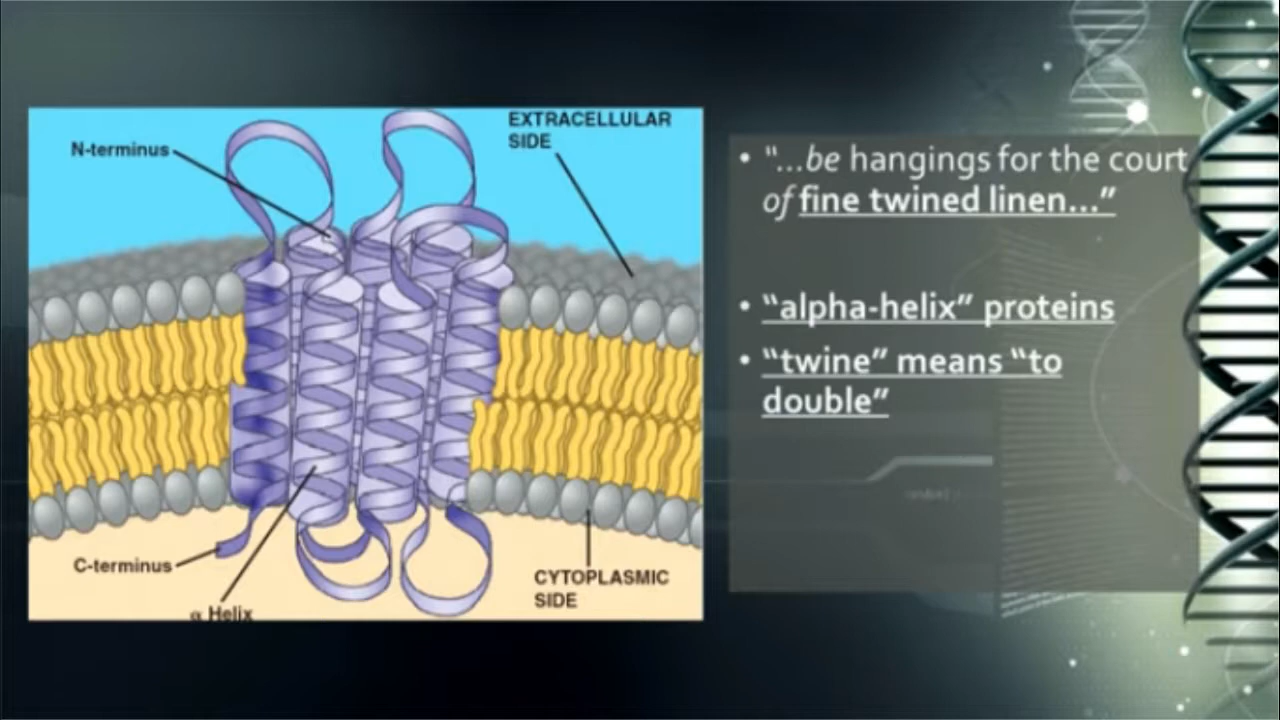 EXTRACELLULAR
SIDE
N-terminus
C-terminus
α Helix
CYTOPLASMIC
SIDE
• “...be hangings for the court
of fine twined linen...”
• “alpha-helix” proteins
• “twine” means “to
double”